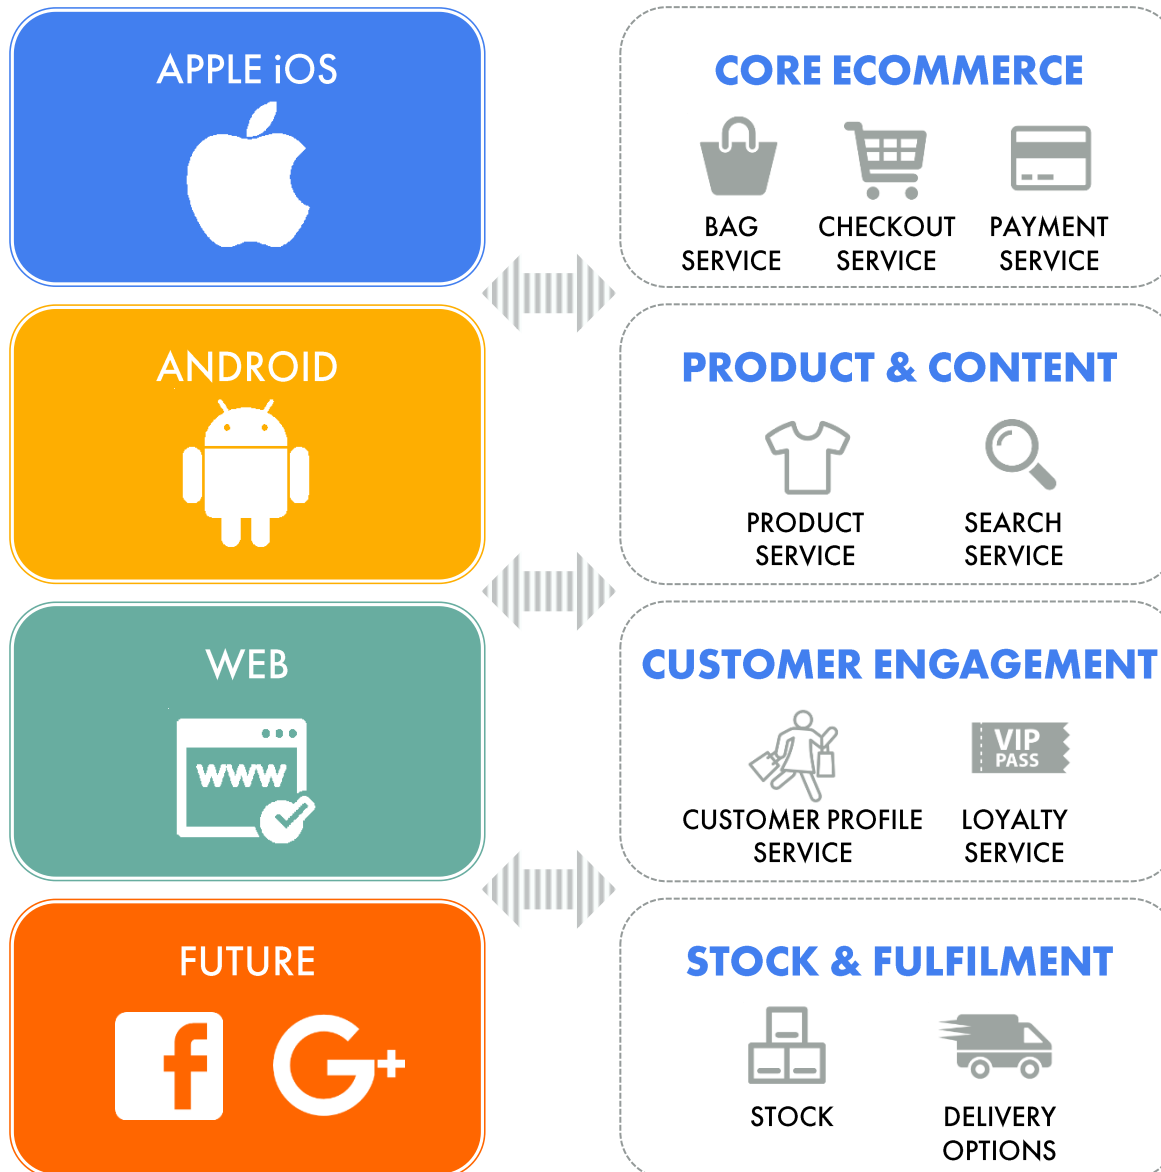 APPLE iOS
CORE ECOMMERCE
BAG
SERVICE
CHECKOUT
SERVICE
PAYMENT
SERVICE
ANDROID
PRODUCT & CONTENT
PRODUCT
SERVICE
SEARCH
SERVICE
WEB
www
CUSTOMER ENGAGEMENT
VIP
PASS
CUSTOMER PROFILE
SERVICE
LOYALTY
SERVICE
FUTURE
f
G+
STOCK & FULFILMENT
STOCK
DELIVERY
OPTIONS